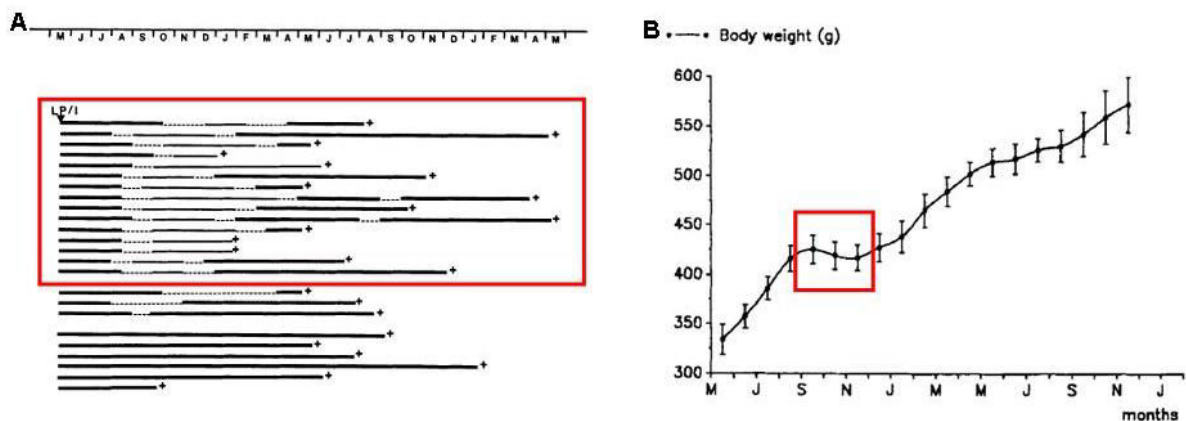 A
M J J A S O N D J F M A M J J A S O N D J F M A M
LP/I
B Body weight (g)
600
550
500
450
400
350
300
M J S N J M M J S N J
months